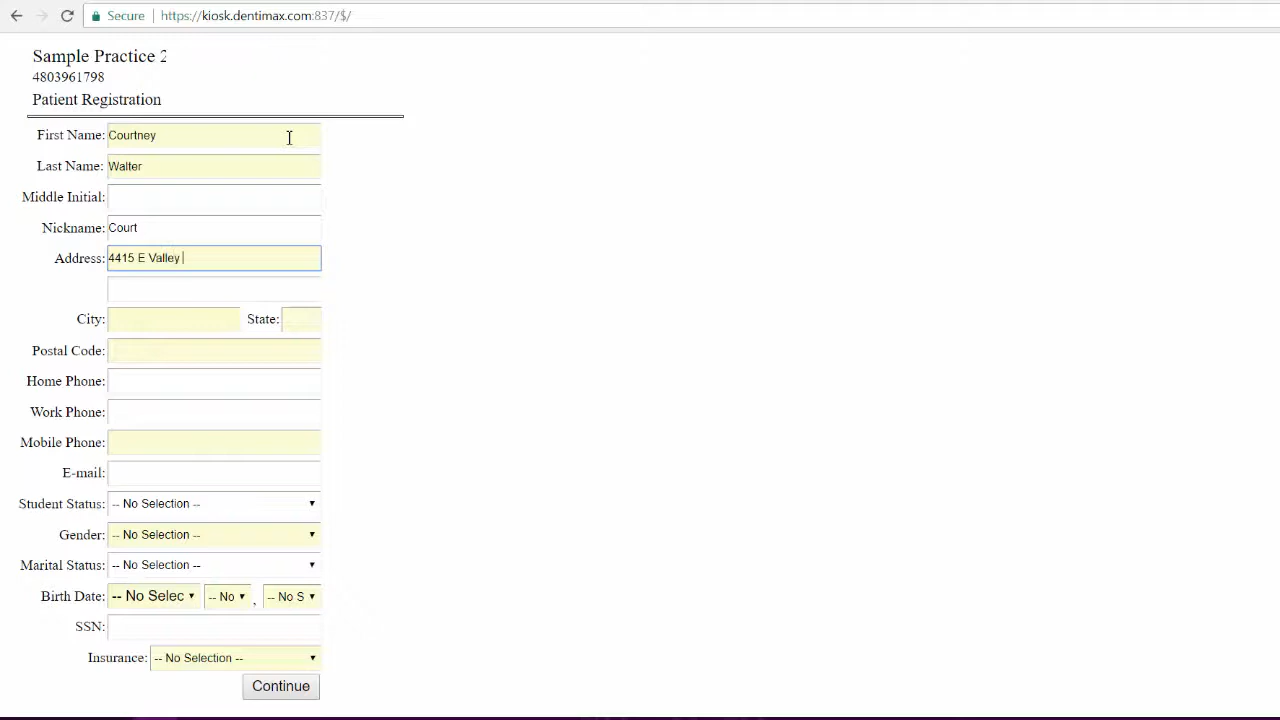 Secure https://kiosk.dentimax.com:837/$/
Sample Practice 2
4803961798
Patient Registration
First Name: Courtney
Last Name: Walter
Middle Initial:
Nickname: Court
Address: 4415 E Valley
City: State:
Postal Code:
Home Phone:
Work Phone:
Mobile Phone:
E-mail:
Student Status: -- No Selection --
Gender: -- No Selection --
Marital Status: -- No Selection --
Birth Date: -- No Selec -- No , -- No S
SSN:
Insurance: -- No Selection --
Continue